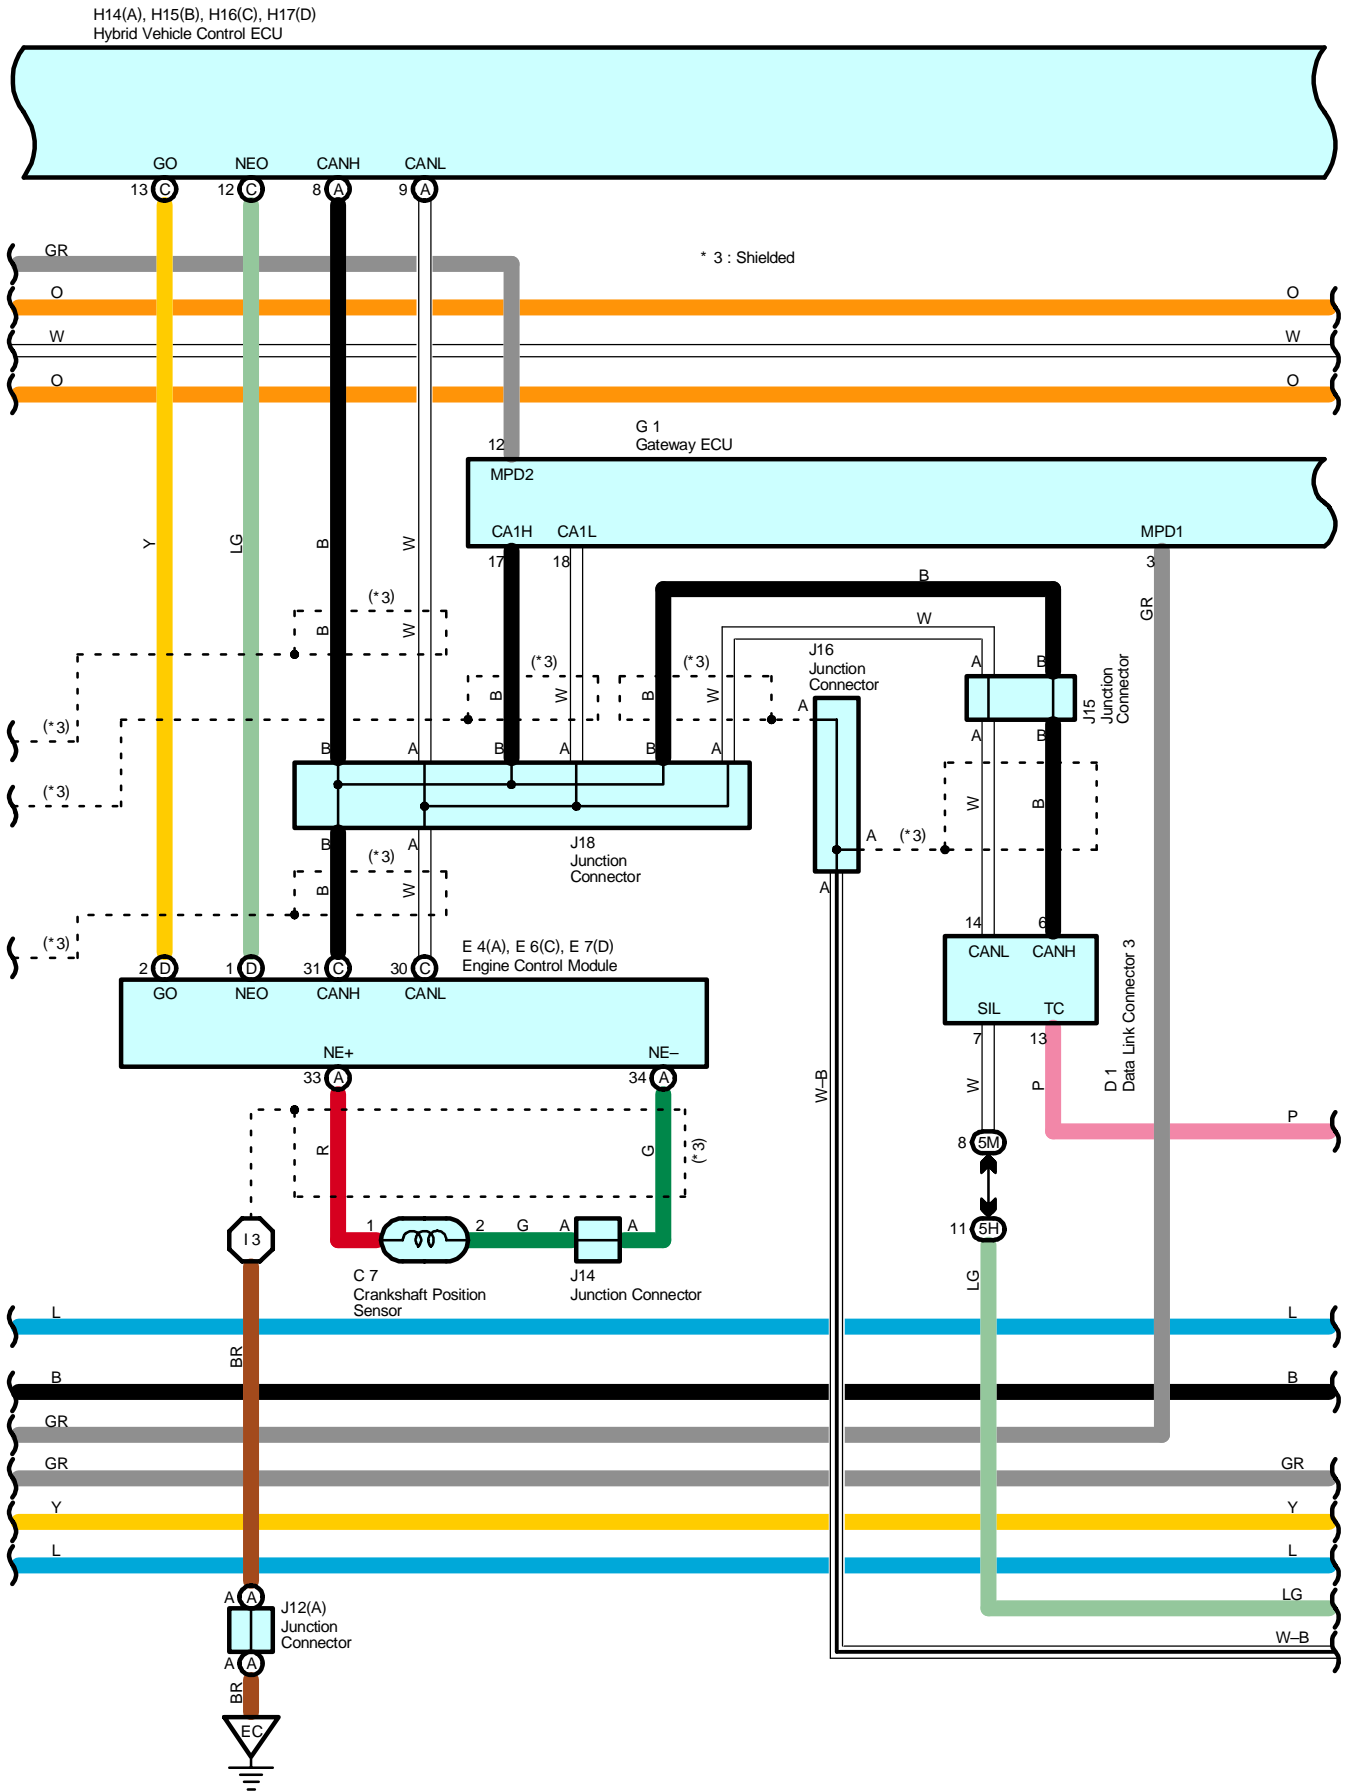 H14(A), H15(B), H16(C), H17(D)
Hybrid Vehicle Control ECU
GO NEO CANH CANL
13 C 12 C 8 A 9 A
GR
* 3 : Shielded
O O
W W
O O
G 1
Gateway ECU
12
MPD2
CA1H CA1L MPD1
17 18 3
Y LG B W
B
GR
(*3)
B W
W
J16
Junction
Connector
(*3) (*3)
A B
J15
Junction
Connector
B W B W
A
(*3)
A B
B A B A B A
(*3)
W B
J18
Junction
Connector
B A
A (*3)
(*3)
B W
A
14 6
(*3)
E 4(A), E 6(C), E 7(D)
Engine Control Module
CANL CANH
2 D 1 D 31 C 30 C
GO NEO CANH CANL
SIL TC
7 13
D 1
Data Link Connector 3
NE+ NE–
33 A 34 A
W–B
W P
P
R G (*3)
8 5M
1 2 G A A
11 5H
I 3
C 7
Crankshaft Position
Sensor
J14
Junction Connector
LG
L L
BR
B B
GR
GR GR
Y Y
L L
A A
LG
J12(A)
Junction
Connector
W–B
A A
BR
EC